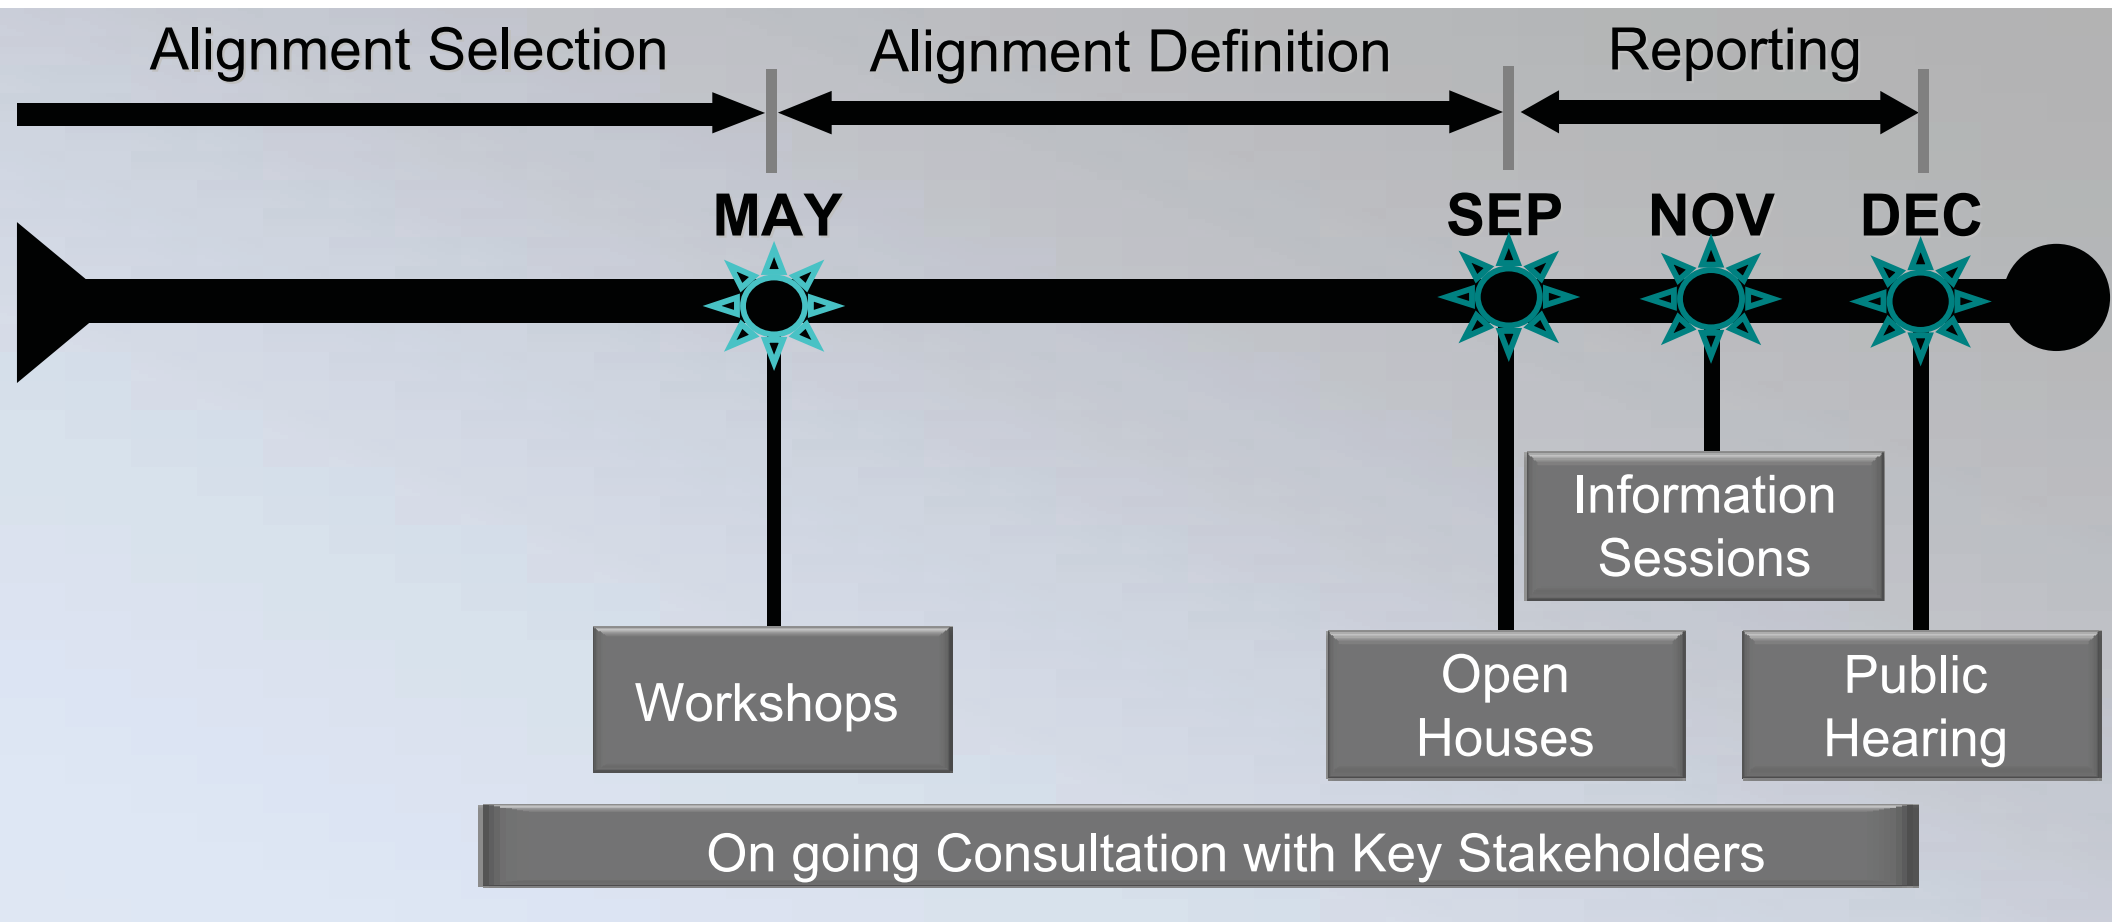 Alignment Selection
Alignment Definition
Reporting
MAY
SEP
NOV
DEC
Information
Sessions
Workshops
Open
Houses
Public
Hearing
On going Consultation with Key Stakeholders